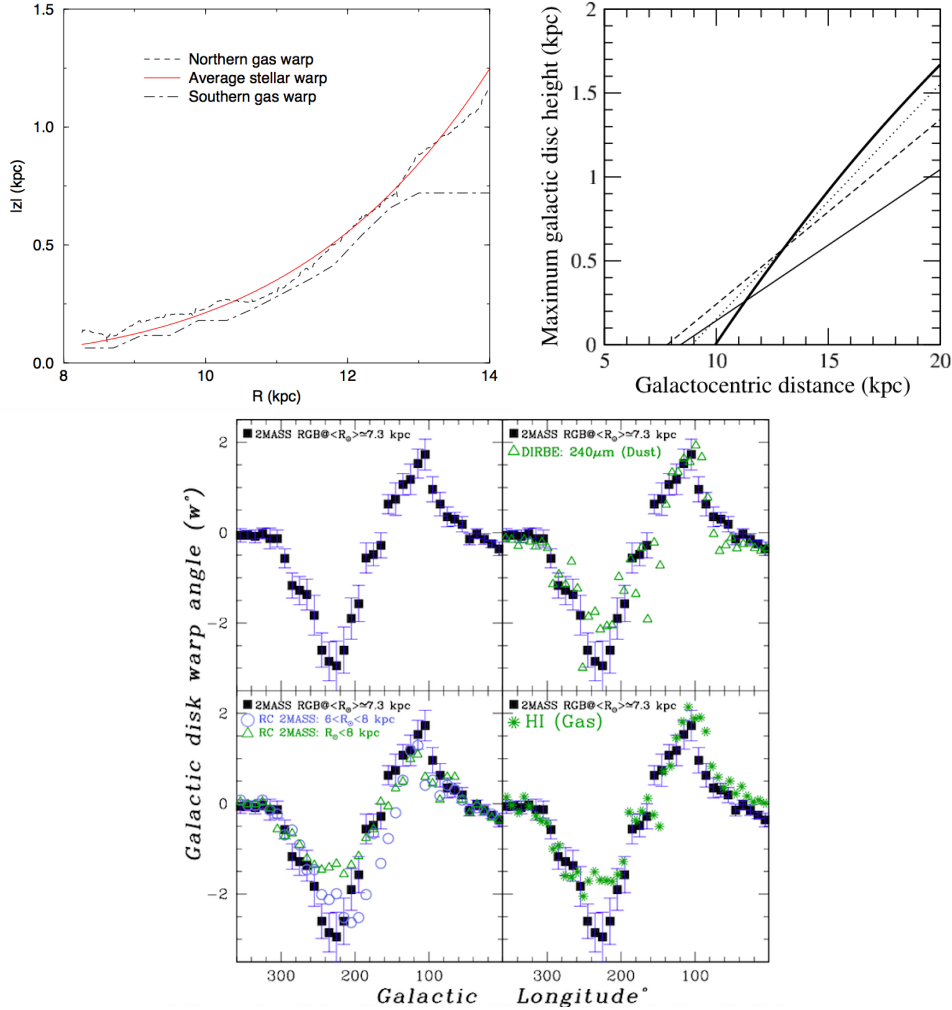 1.5
1.0
0.5
0.0
|z| (kpc)
Northern gas warp
Average stellar warp
Southern gas warp
8
10
12
14
R (kpc)
2
1.5
1
0.5
0
Maximum galactic disc height (kpc)
5
10
15
20
Galactocentric distance (kpc)
Galactic disk warp angle (w°)
2
0
-2
2MASS RGB@<R⊙>≃7.3 kpc
2MASS RGB@<R⊙>≃7.3 kpc
DIRBE: 240μm (Dust)
2
0
-2
2MASS RGB@<R⊙>≃7.3 kpc
RC 2MASS: 6<R⊙<8 kpc
RC 2MASS: R⊙<8 kpc
2MASS RGB@<R⊙>≃7.3 kpc
HI (Gas)
300
200
100
300
200
100
Galactic Longitude°